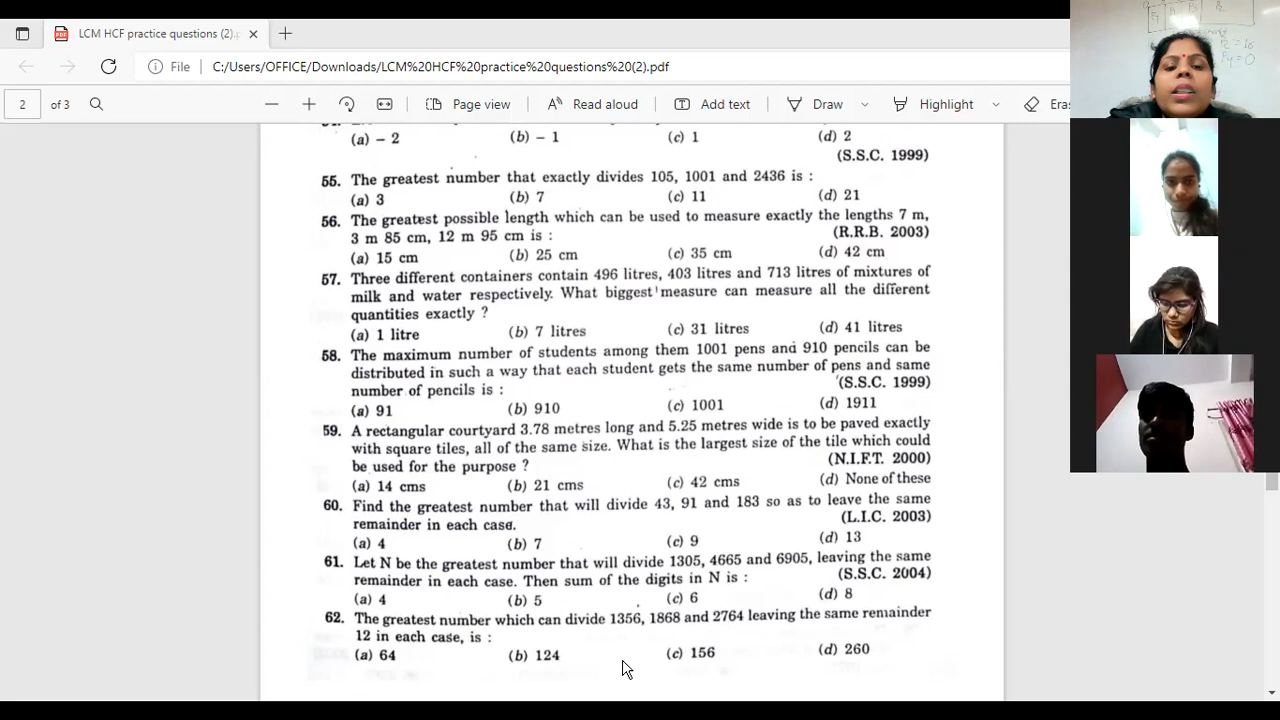 LCM HCF practice questions (2).p
File C:/Users/OFFICE/Downloads/LCM%20HCF%20practice%20questions%20(2).pdf
2 of 3 Page view Read aloud Add text Draw Highlight Eras
(a) – 2 (b) – 1 (c) 1 (d) 2
(S.S.C. 1999)
55. The greatest number that exactly divides 105, 1001 and 2436 is :
(a) 3 (b) 7 (c) 11 (d) 21
56. The greatest possible length which can be used to measure exactly the lengths 7 m,
3 m 85 cm, 12 m 95 cm is : (R.R.B. 2003)
(a) 15 cm (b) 25 cm (c) 35 cm (d) 42 cm
57. Three different containers contain 496 litres, 403 litres and 713 litres of mixtures of
milk and water respectively. What biggest measure can measure all the different
quantities exactly ?
(a) 1 litre (b) 7 litres (c) 31 litres (d) 41 litres
58. The maximum number of students among them 1001 pens and 910 pencils can be
distributed in such a way that each student gets the same number of pens and same
number of pencils is : (S.S.C. 1999)
(a) 91 (b) 910 (c) 1001 (d) 1911
59. A rectangular courtyard 3.78 metres long and 5.25 metres wide is to be paved exactly
with square tiles, all of the same size. What is the largest size of the tile which could
be used for the purpose ? (N.I.F.T. 2000)
(a) 14 cms (b) 21 cms (c) 42 cms (d) None of these
60. Find the greatest number that will divide 43, 91 and 183 so as to leave the same
remainder in each case. (L.I.C. 2003)
(a) 4 (b) 7 (c) 9 (d) 13
61. Let N be the greatest number that will divide 1305, 4665 and 6905, leaving the same
remainder in each case. Then sum of the digits in N is : (S.S.C. 2004)
(a) 4 (b) 5 (c) 6 (d) 8
62. The greatest number which can divide 1356, 1868 and 2764 leaving the same remainder
12 in each case, is :
(a) 64 (b) 124 (c) 156 (d) 260